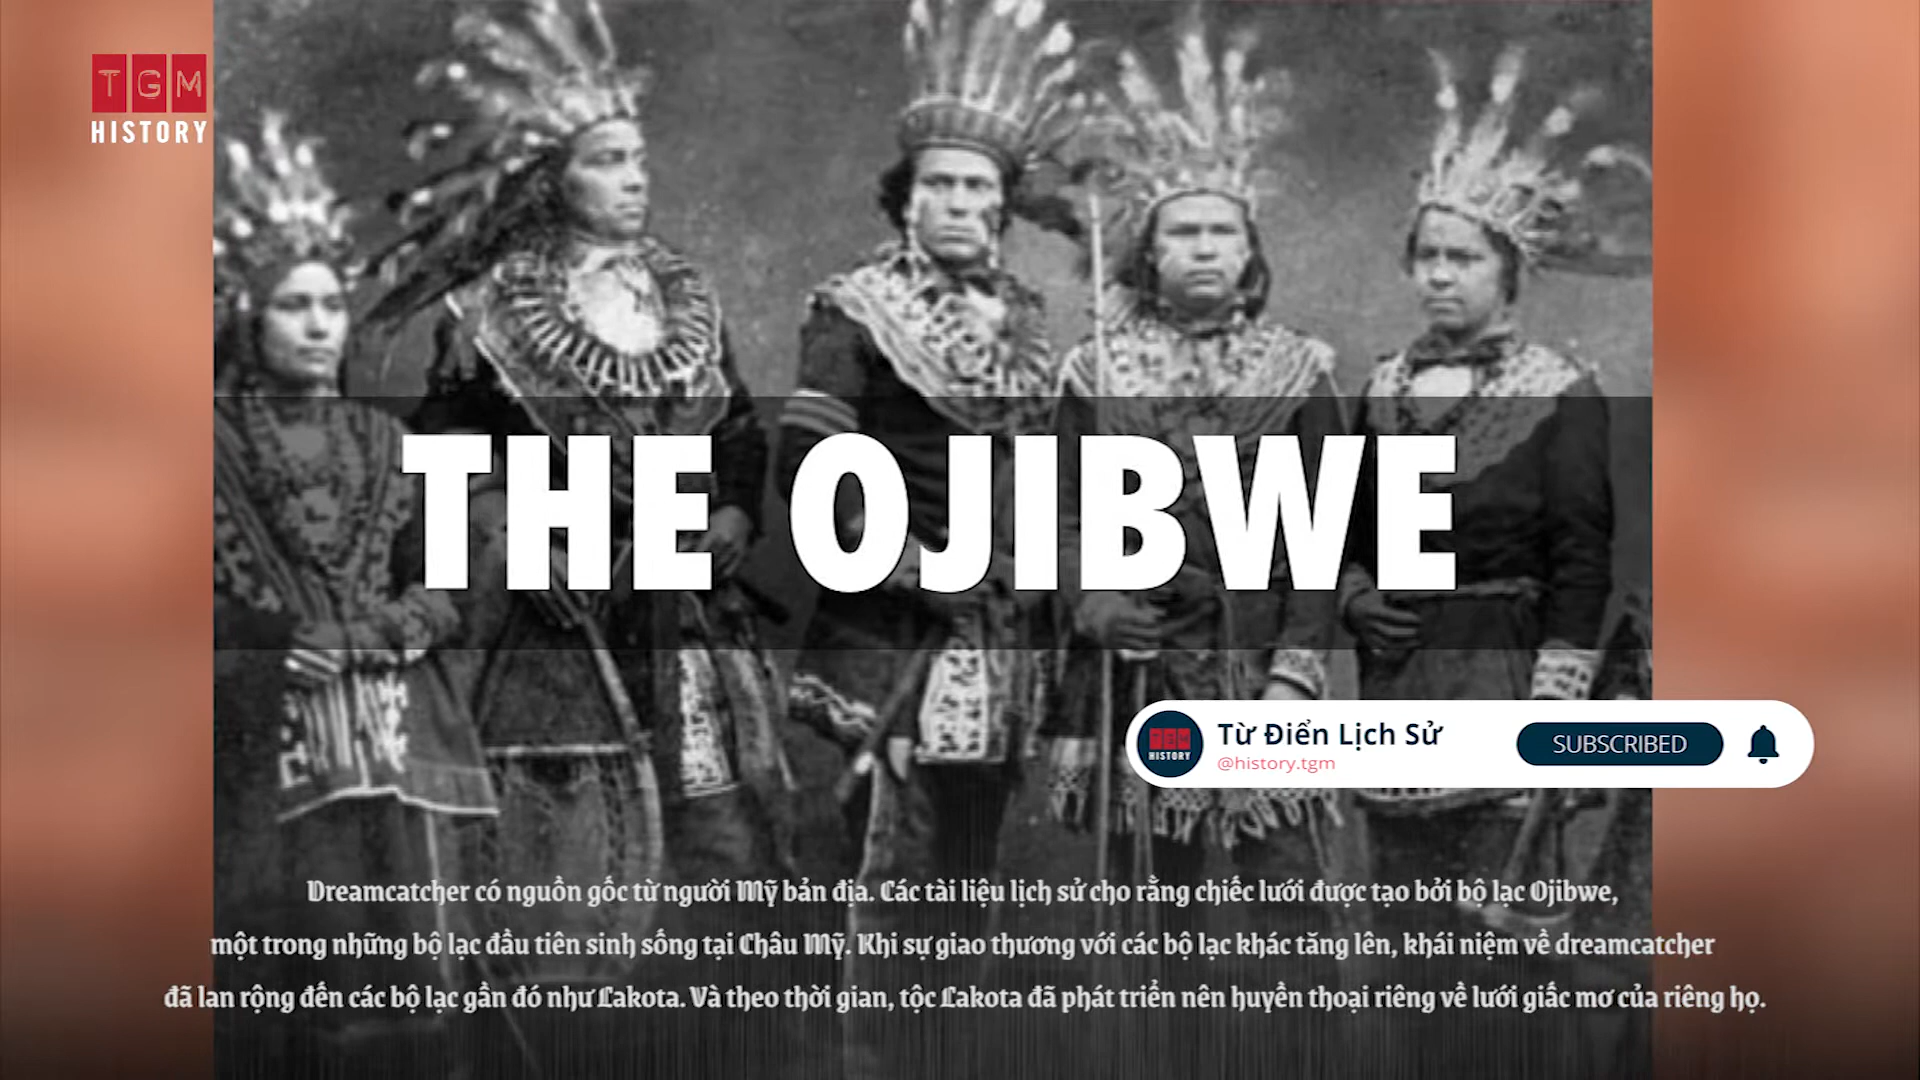 TGM
HISTORY
THE OJIBWE
TGM
HISTORY
Từ Điển Lịch Sử
@history.tgm
SUBSCRIBED
Dreamcatcher có nguồn gốc từ người Mỹ bản địa. Các tài liệu lịch sử cho rằng chiếc lưới được tạo bởi bộ lạc Ojibwe,
một trong những bộ lạc đầu tiên sinh sống tại Châu Mỹ. Khi sự giao thương với các bộ lạc khác tăng lên, khái niệm về dreamcatcher
đã lan rộng đến các bộ lạc gần đó như Lakota. Và theo thời gian, tộc Lakota đã phát triển nên huyền thoại riêng về lưới giấc mơ của riêng họ.